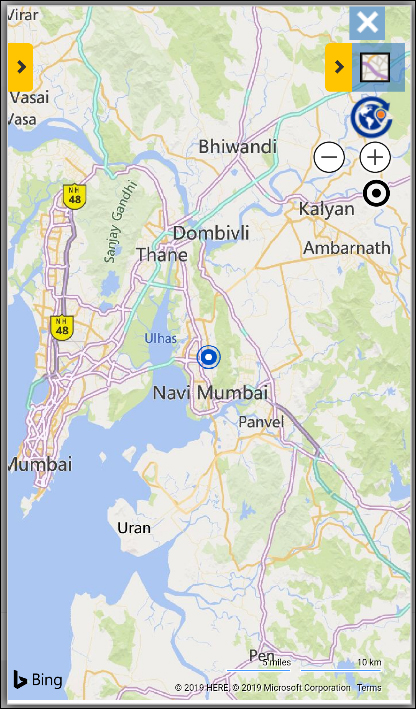 Virar
Vasai
Vasa
Bhiwandi
NH
48
Sanjay Gandhi
Kalyan
Dombivli
Thane
Ambarnath
NH
48
Ulhas
Navi Mumbai
Panvel
Mumbai
Uran
Pen
5 miles
10 km
Bing
© 2019 HERE, © 2019 Microsoft Corporation Terms